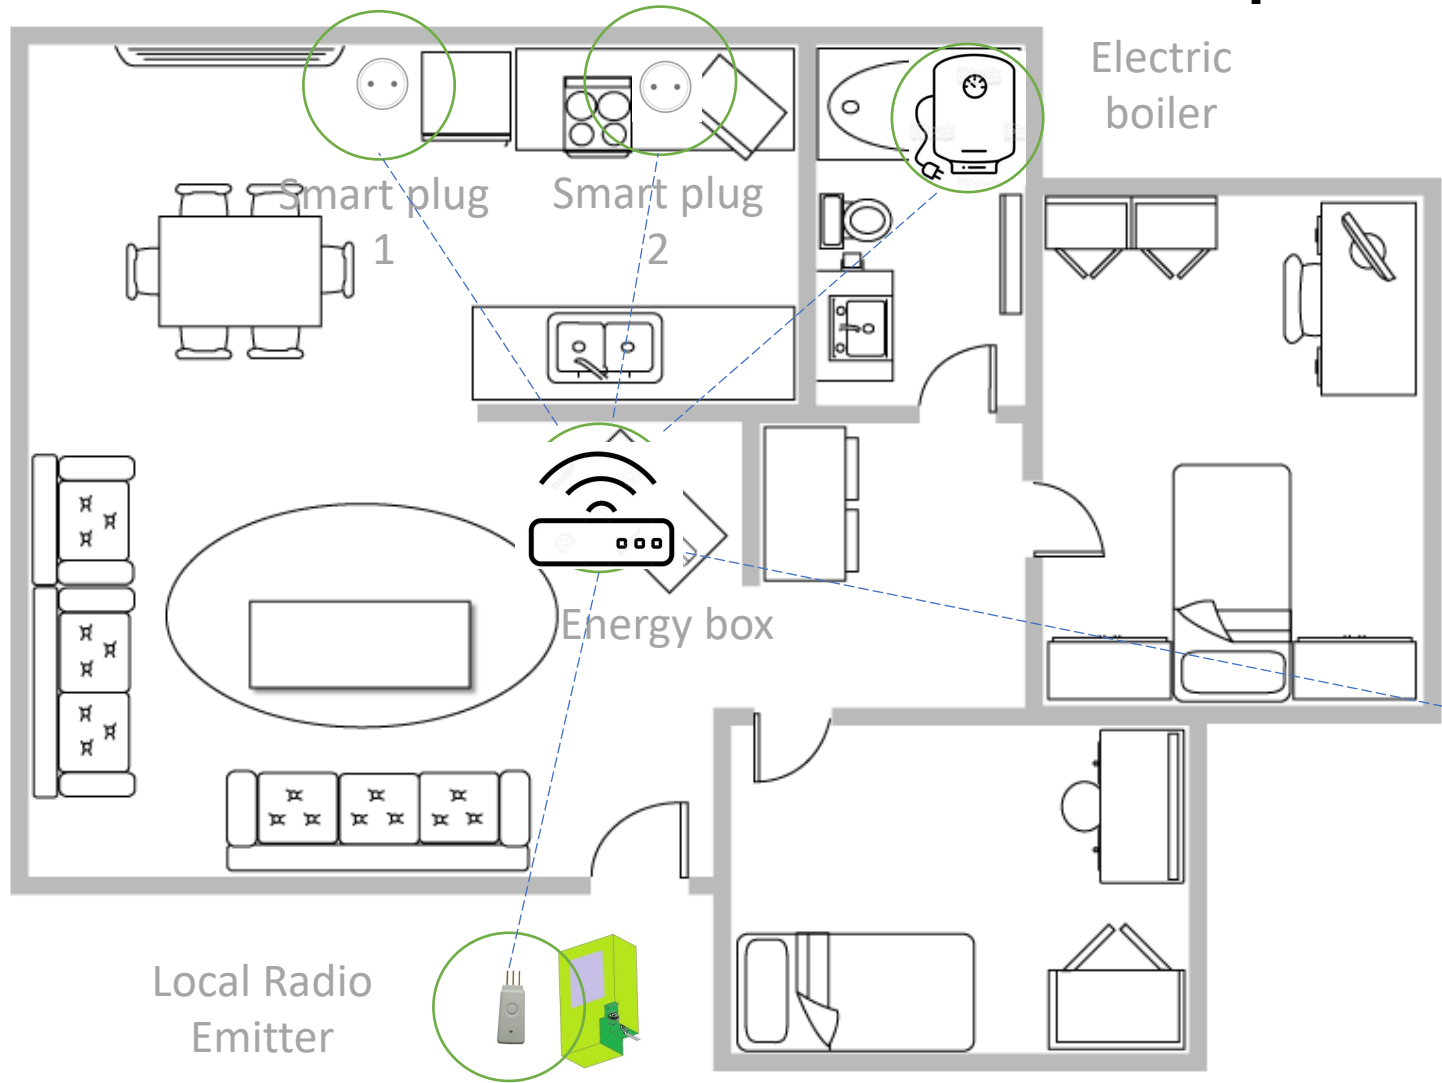 Electric
boiler
Smart plug
1
Smart plug
2
Energy box
Local Radio
Emitter